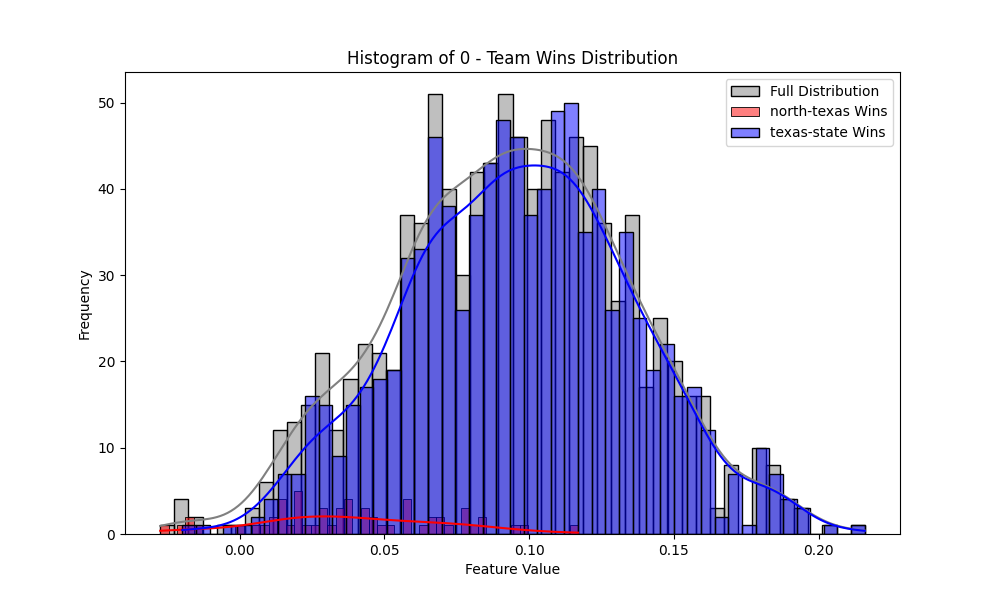 Histogram of 0 - Team Wins Distribution
Full Distribution
north-texas Wins
texas-state Wins
Frequency
50
40
30
20
10
0
0.00 0.05 0.10 0.15 0.20
Feature Value